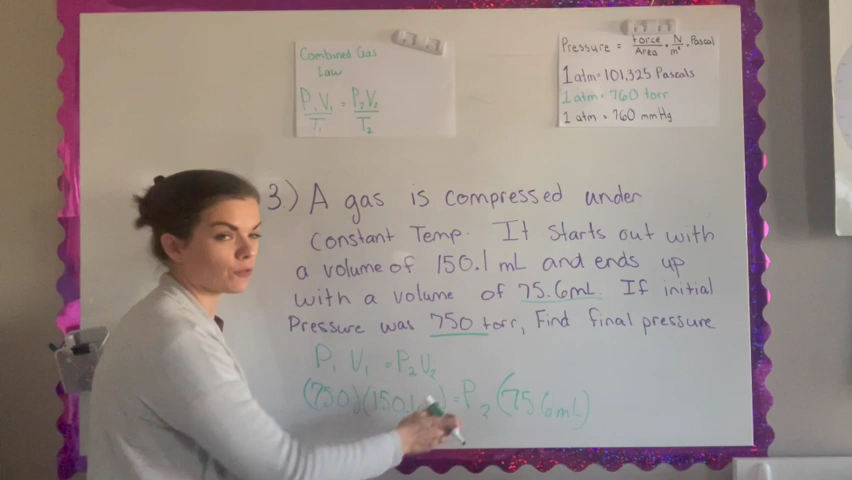 Combined Gas
Law
P₁V₁ = P₂V₂
T₁ T₂
Pressure = Force/Area = N/m² = Pascal
1 atm = 101,325 Pascals
1 atm = 760 torr
1 atm = 760 mmHg
3.) A gas is compressed under
Constant Temp. It starts out with
a volume of 150.1 mL and ends up
with a volume of 75.6mL. If initial
Pressure was 750 torr, Find final pressure
P₁ V₁ = P₂V₂
(750)(150.1 ) = P₂ (75.6mL)